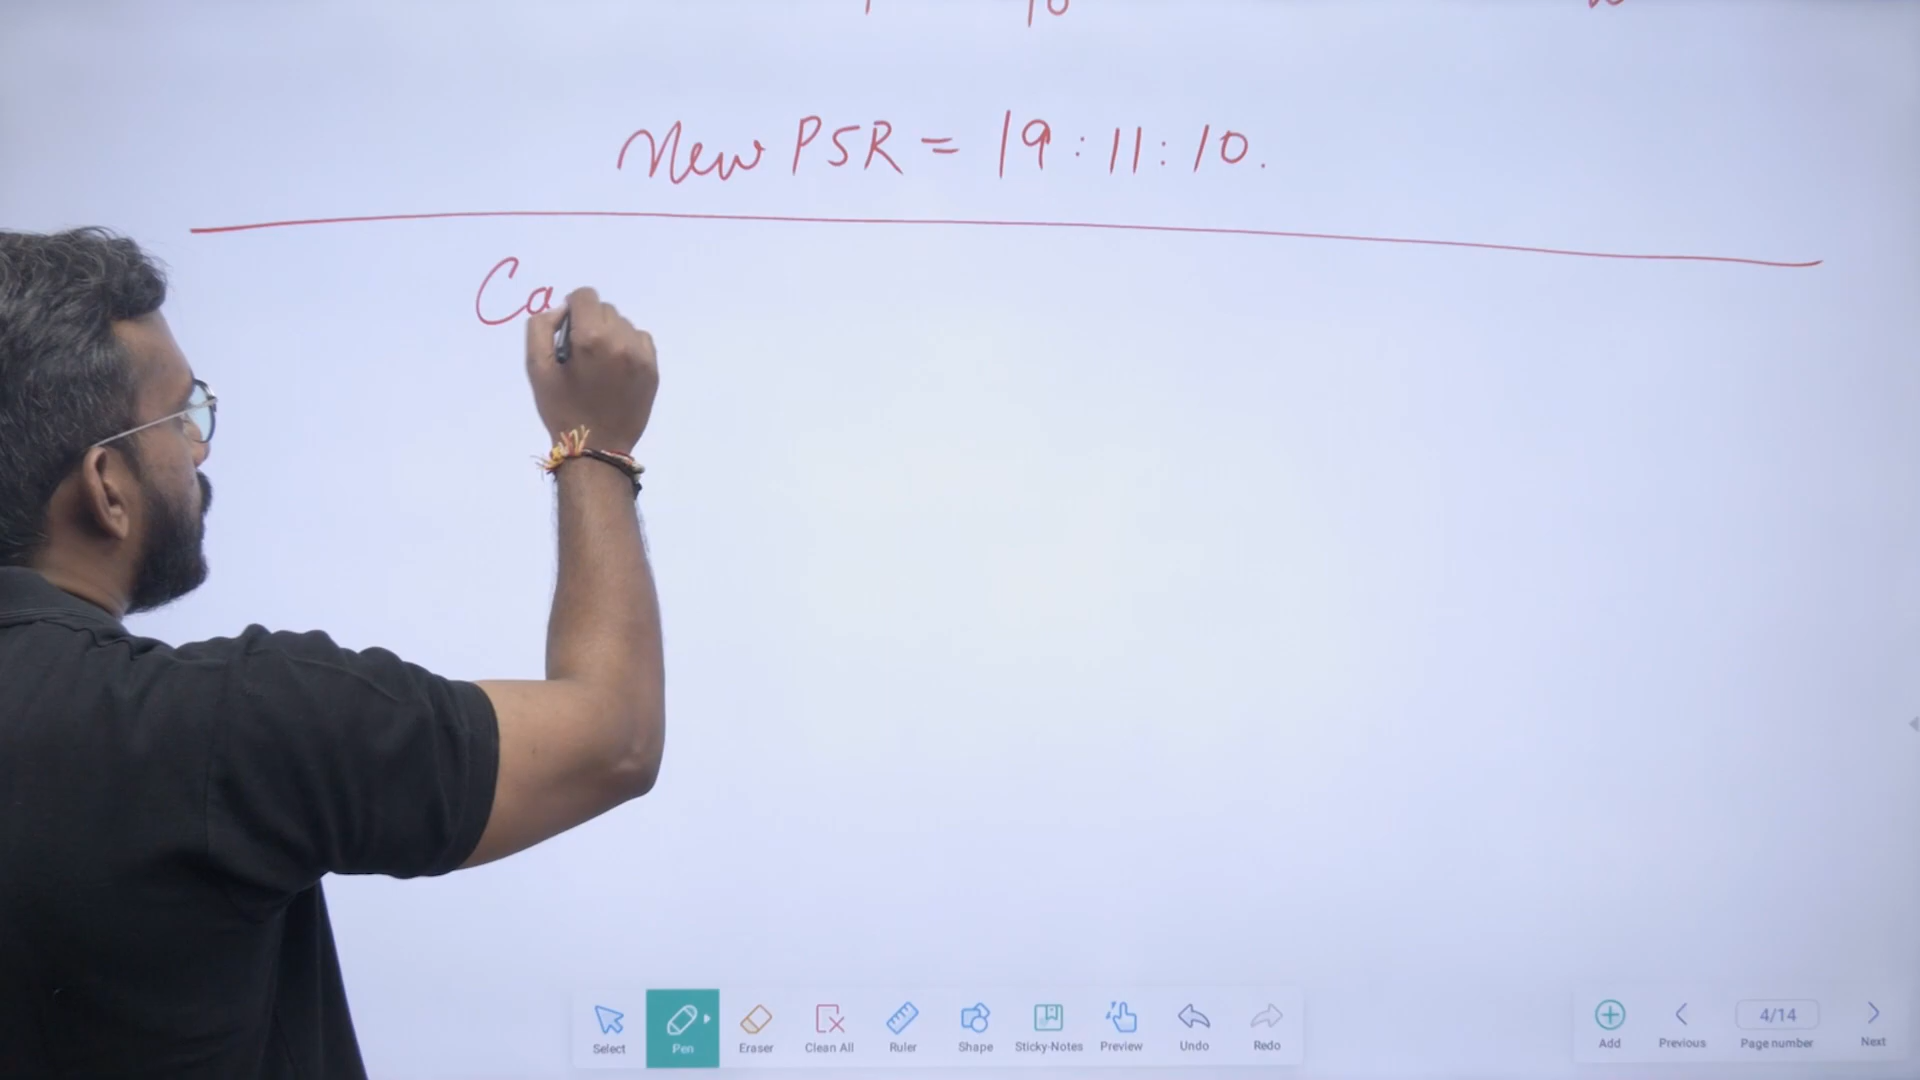 New PSR = 19 : 11 : 10.
Ca
Select
Pen
Eraser
Clean All
Ruler
Shape
Sticky-Notes
Preview
Undo
Redo
Add
Previous
4/14
Page number
Next